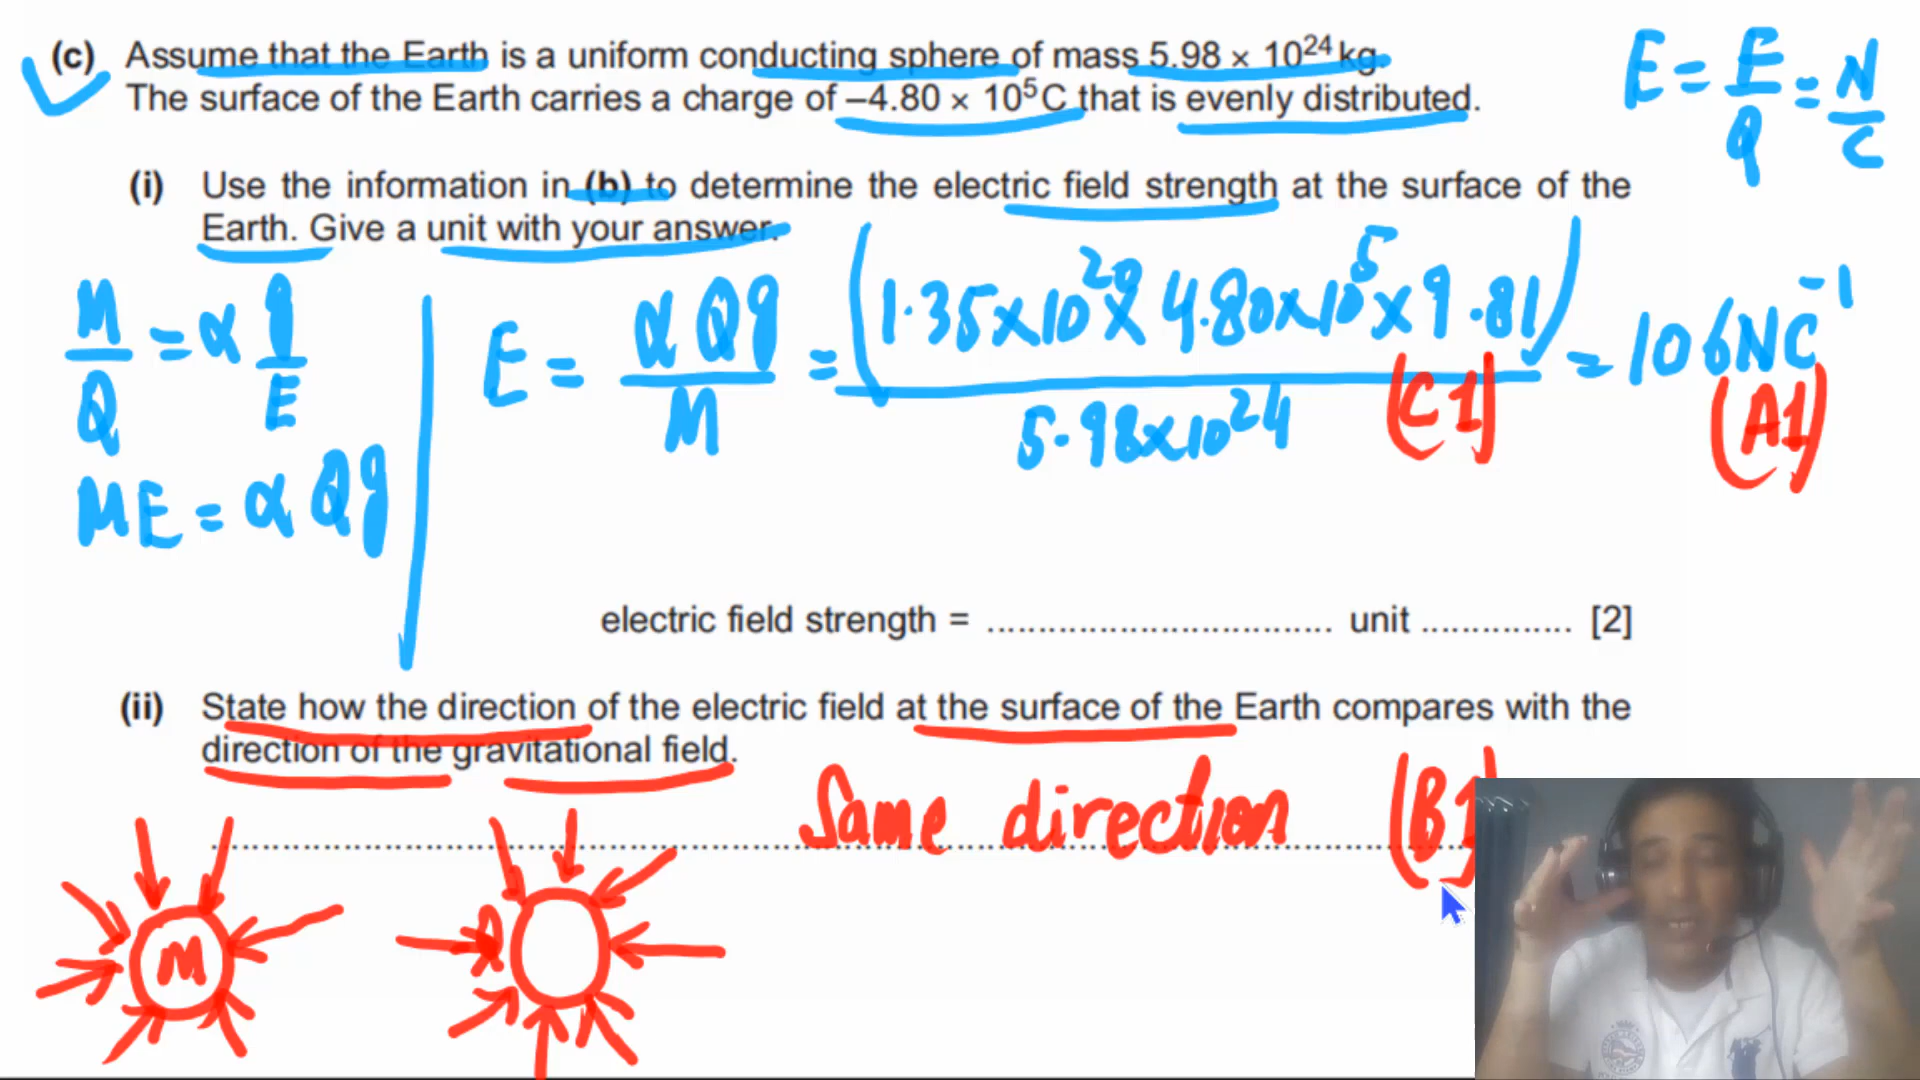 (c) Assume that the Earth is a uniform conducting sphere of mass 5.98 × 10²⁴ kg.
The surface of the Earth carries a charge of –4.80 × 10⁵ C that is evenly distributed.
E = F/q = N/C
(i) Use the information in (b) to determine the electric field strength at the surface of the
Earth. Give a unit with your answer.
M/Q = α g/E
ME = α Qg
E = αQg/M = (1.35×10²⁰ × 4.80×10⁵ × 9.81)/5.98×10²⁴ = 106 NC⁻¹
(C1) (A1)
electric field strength = ................................. unit ............... [2]
(ii) State how the direction of the electric field at the surface of the Earth compares with the
direction of the gravitational field.
Same direction (B1)
M